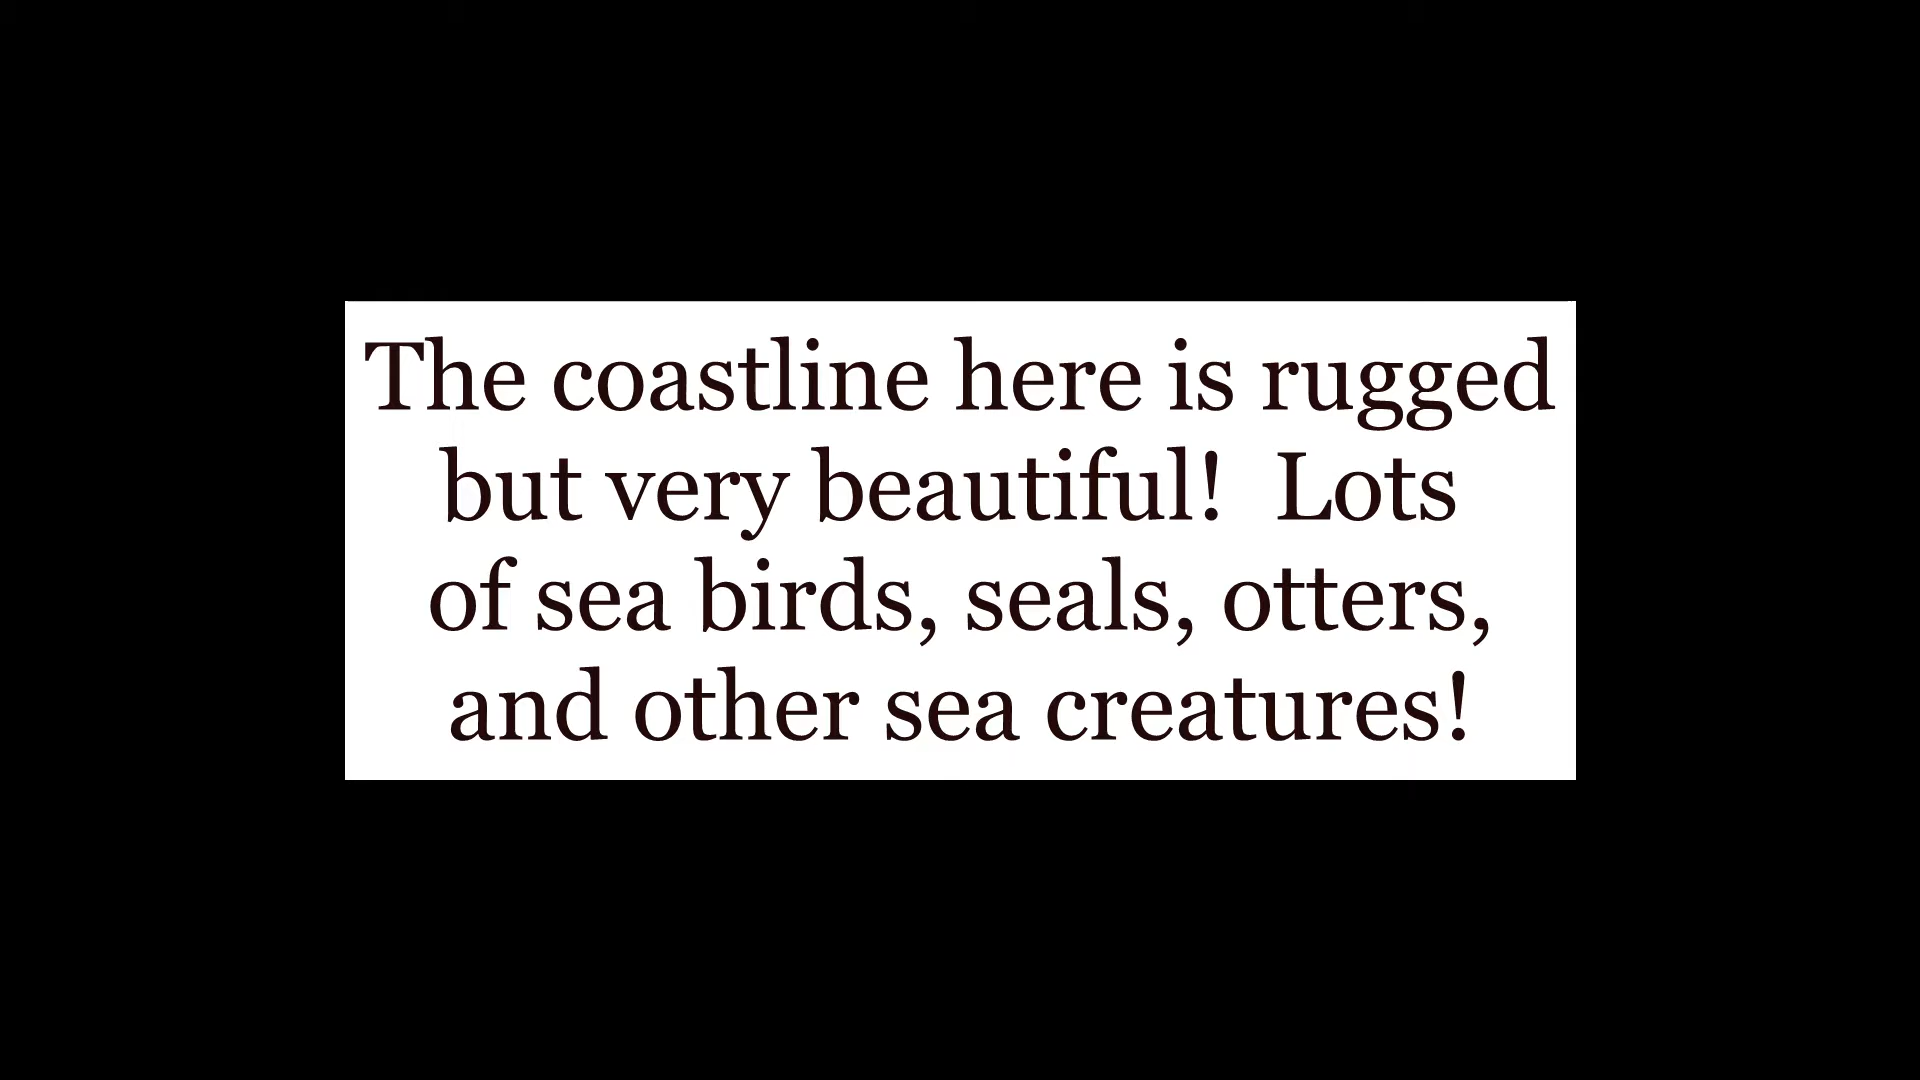 The coastline here is rugged
but very beautiful!  Lots
of sea birds, seals, otters,
and other sea creatures!